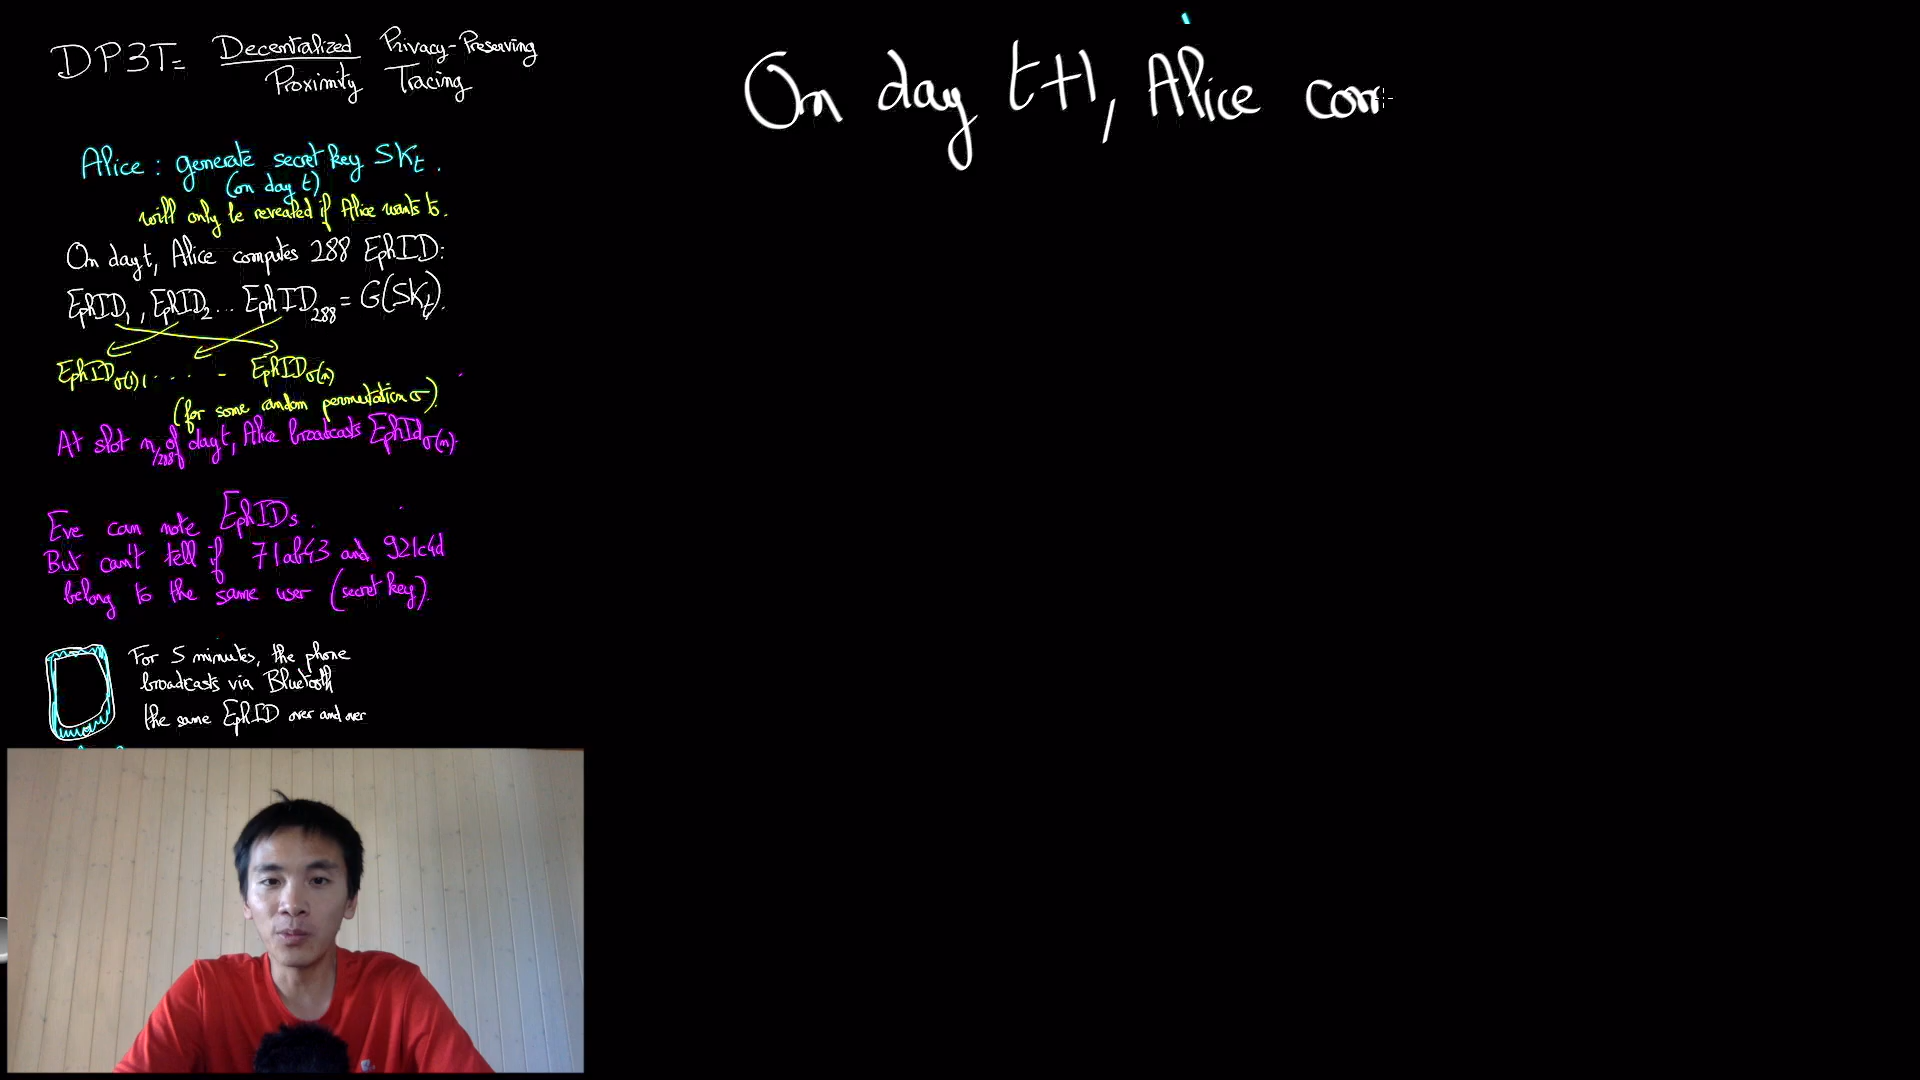 DP3T = Decentralized Privacy-Preserving
Proximity Tracing
Alice : generate secret key SKt .
(on day t)
will only be revealed if Alice wants to.
On day t, Alice computes 288 EphID:
EphID1, EphID2 ... EphID288 = G(SKt).
EphIDσ(1), . . . - EphIDσ(n)
(for some random permutation σ).
At slot n/288 of day t, Alice broadcasts EphIdσ(n).
Eve can note EphIDs.
But can't tell if 71ab43 and 921c4d
belong to the same user (secret key).
For 5 minutes, the phone
broadcasts via Bluetooth
the same EphID over and over
On day t+1, Alice com